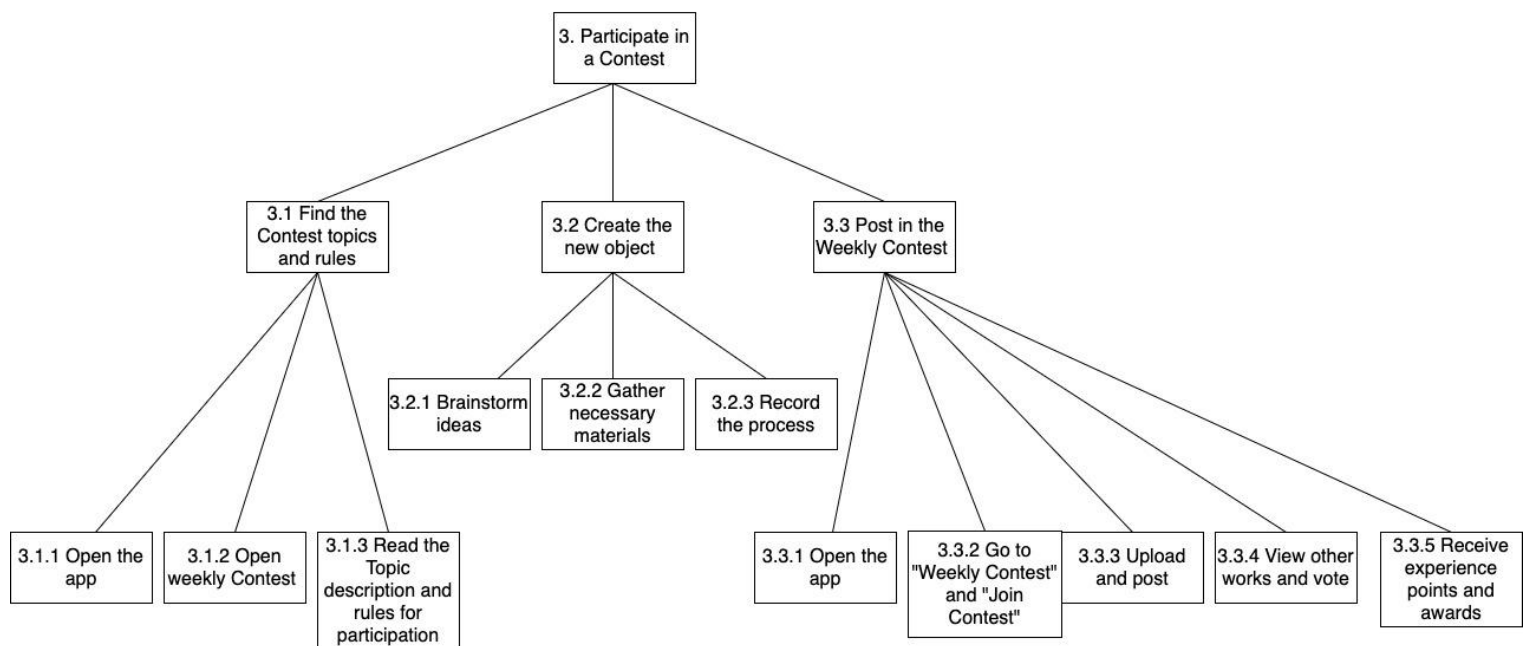 3. Participate in
a Contest
3.1 Find the
Contest topics
and rules
3.2 Create the
new object
3.3 Post in the
Weekly Contest
3.2.1 Brainstorm
ideas
3.2.2 Gather
necessary
materials
3.2.3 Record
the process
3.1.1 Open the
app
3.1.2 Open
weekly Contest
3.1.3 Read the
Topic
description and
rules for
participation
3.3.1 Open the
app
3.3.2 Go to
"Weekly Contest"
and "Join
Contest"
3.3.3 Upload
and post
3.3.4 View other
works and vote
3.3.5 Receive
experience
points and
awards